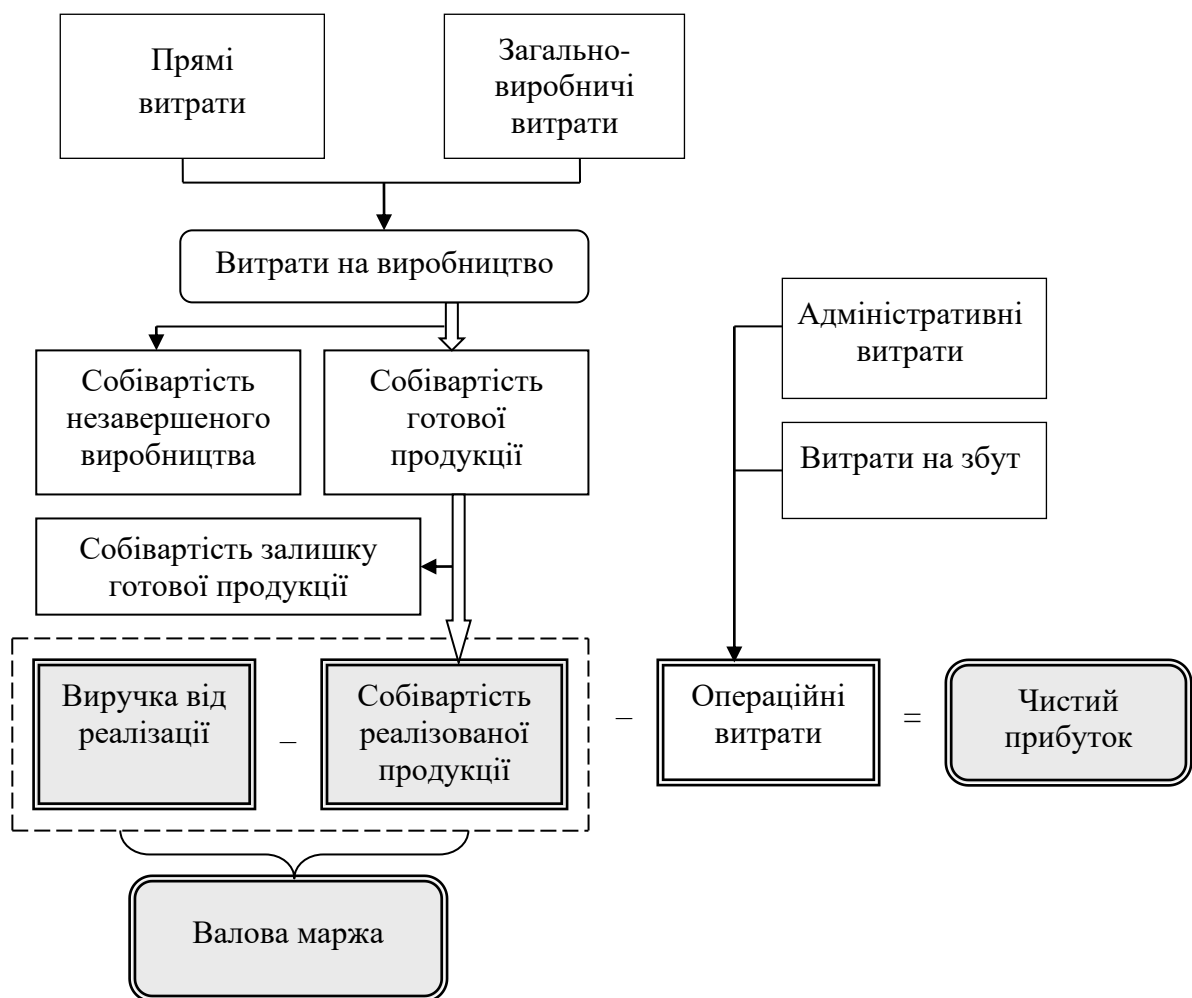 Прямі
витрати
Загально-
виробничі
витрати
Витрати на виробництво
Адміністративні
витрати
Собівартість
незавершеного
виробництва
Собівартість
готової
продукції
Витрати на збут
Собівартість залишку
готової продукції
Виручка від
реалізації
–
Собівартість
реалізованої
продукції
–
Операційні
витрати
=
Чистий
прибуток
Валова маржа